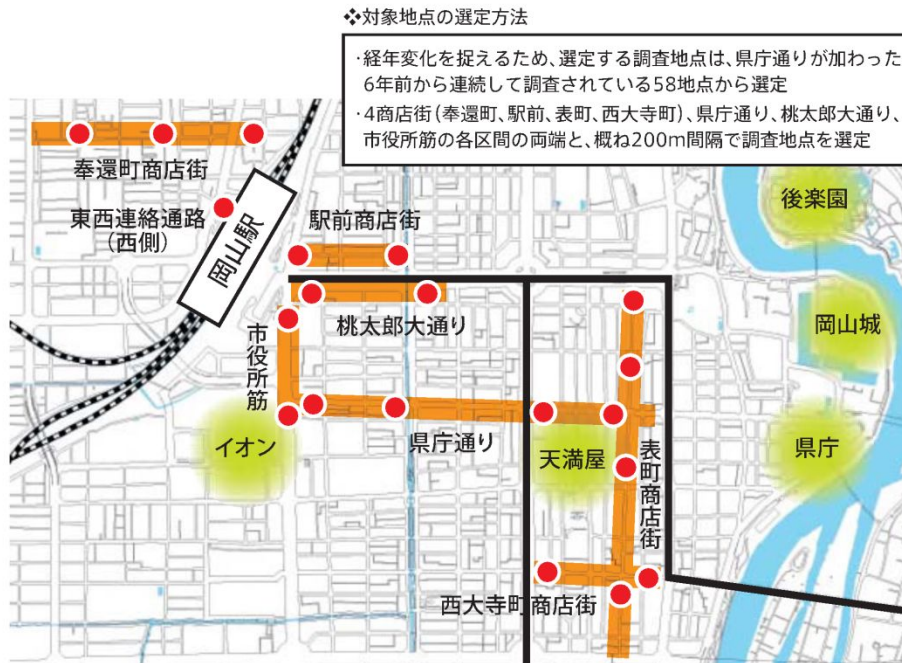 ❖対象地点の選定方法
・経年変化を捉えるため、選定する調査地点は、県庁通りが加わった
6年前から連続して調査されている58地点から選定
・4商店街(奉還町、駅前、表町、西大寺町)、県庁通り、桃太郎大通り、
市役所筋の各区間の両端と、概ね200m間隔で調査地点を選定
奉還町商店街
東西連絡通路
(西側)
岡山駅
駅前商店街
後楽園
桃太郎大通り
岡山城
市役所筋
イオン
県庁通り
天満屋
表町商店街
県庁
西大寺町商店街